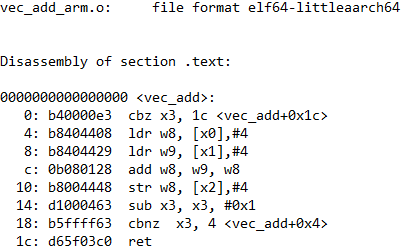 vec_add_arm.o:     file format elf64-littleaarch64
Disassembly of section .text:
0000000000000000 <vec_add>:
0: b40000e3  cbz x3, 1c <vec_add+0x1c>
4: b8404408  ldr w8, [x0],#4
8: b8404429  ldr w9, [x1],#4
c: 0b080128  add w8, w9, w8
10: b8004448  str w8, [x2],#4
14: d1000463  sub x3, x3, #0x1
18: b5ffff63  cbnz  x3, 4 <vec_add+0x4>
1c: d65f03c0  ret